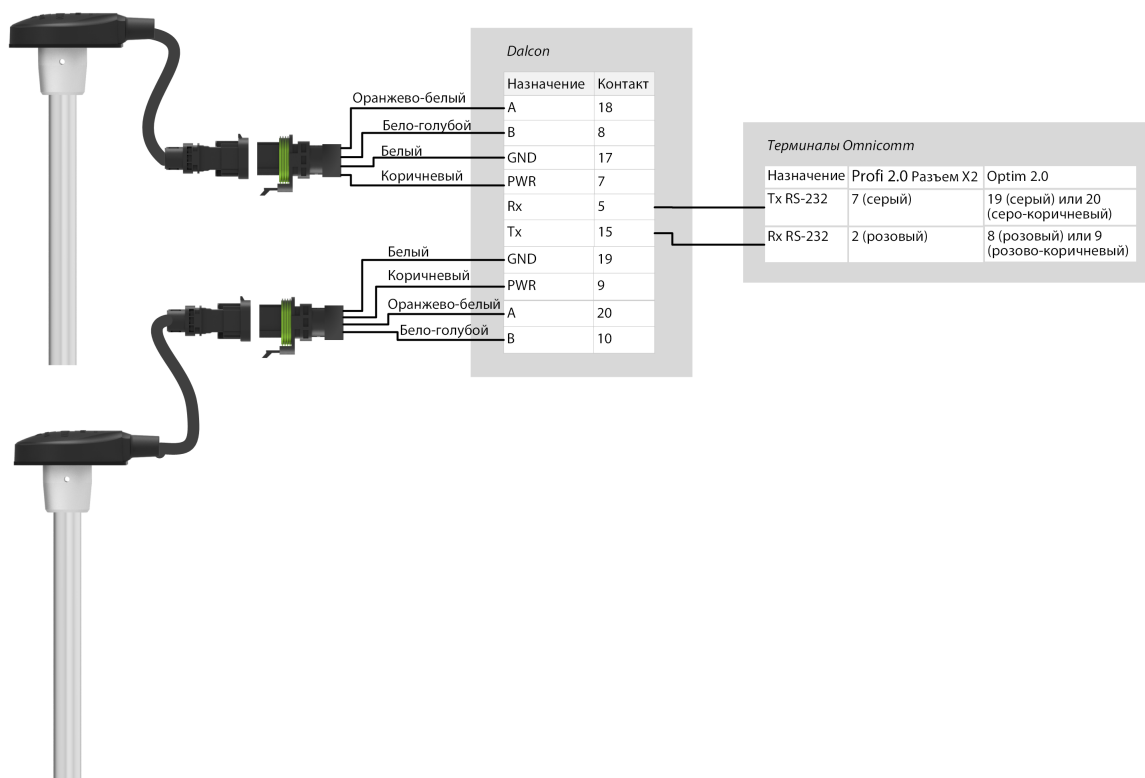 Dalcon
Назначение Контакт
Оранжево-белый A 18
Бело-голубой B 8
Белый GND 17
Коричневый PWR 7
Rx 5
Tx 15
Белый GND 19
Коричневый PWR 9
Оранжево-белый A 20
Бело-голубой B 10
Терминалы Omnicomm
Назначение Profi 2.0 Разъем X2 Optim 2.0
Tx RS-232 7 (серый) 19 (серый) или 20
(серо-коричневый)
Rx RS-232 2 (розовый) 8 (розовый) или 9
(розово-коричневый)